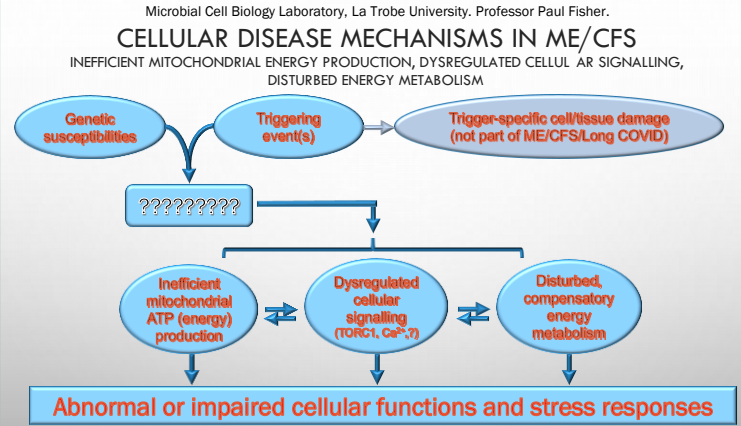 Microbial Cell Biology Laboratory, La Trobe University. Professor Paul Fisher.
CELLULAR DISEASE MECHANISMS IN ME/CFS
INEFFICIENT MITOCHONDRIAL ENERGY PRODUCTION, DYSREGULATED CELLUL AR SIGNALLING,
DISTURBED ENERGY METABOLISM
Genetic
susceptibilities
Triggering
event(s)
Trigger-specific cell/tissue damage
(not part of ME/CFS/Long COVID)
?????????
Inefficient
mitochondrial
ATP (energy)
production
Dysregulated
cellular
signalling
(TORC1, Ca²⁺,?)
Disturbed,
compensatory
energy
metabolism
Abnormal or impaired cellular functions and stress responses